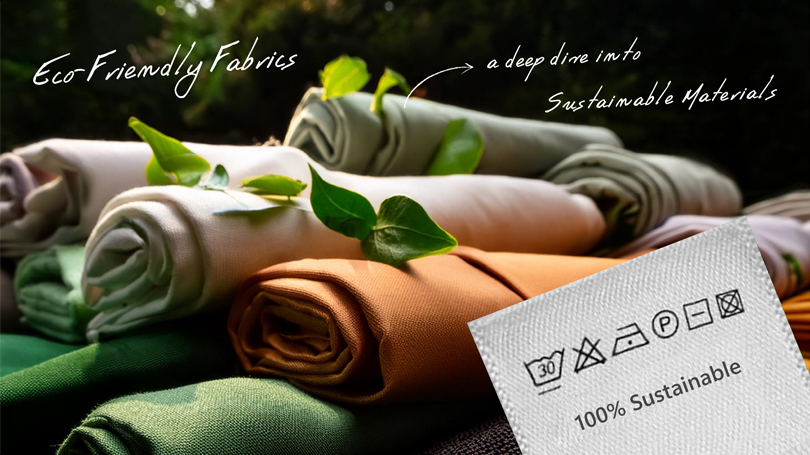 Eco-Friendly Fabrics
a deep dive into
Sustainable Materials
30
P
100% Sustainable